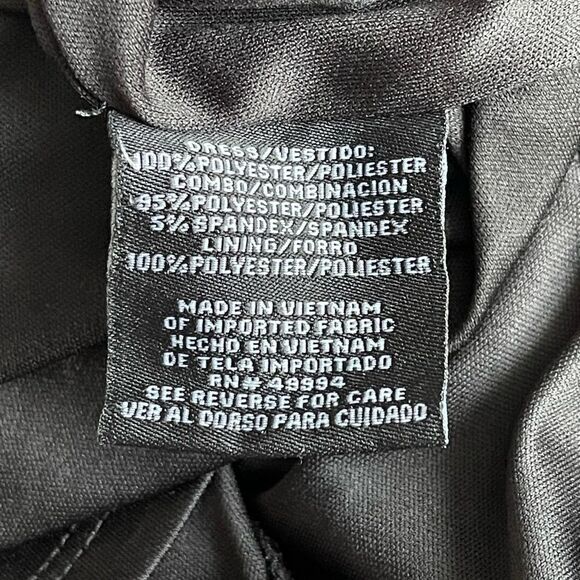 DRESS/VESTIDO:
100%POLYESTER/POLIESTER
COMBO/COMBINACION
95%POLYESTER/POLIESTER
5%SPANDEX/SPANDEX
LINING/FORRO
100%POLYESTER/POLIESTER
MADE IN VIETNAM
OF IMPORTED FABRIC
HECHO EN VIETNAM
DE TELA IMPORTADO
RN# 49994
SEE REVERSE FOR CARE
VER AL DORSO PARA CUIDADO